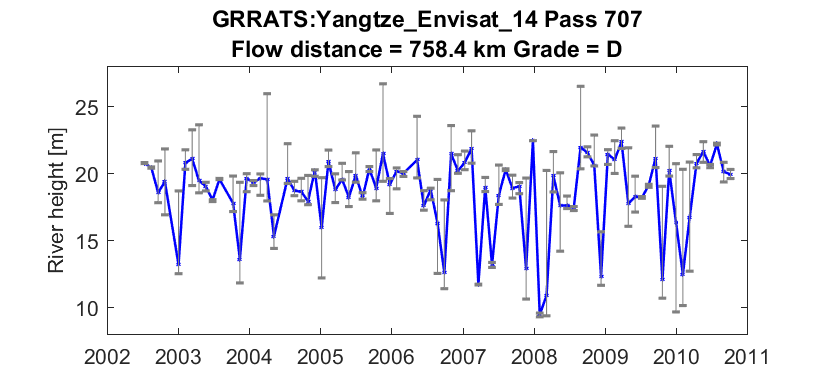 GRRATS:Yangtze_Envisat_14 Pass 707
Flow distance = 758.4 km Grade = D
River height [m]
25
20
15
10
2002 2003 2004 2005 2006 2007 2008 2009 2010 2011